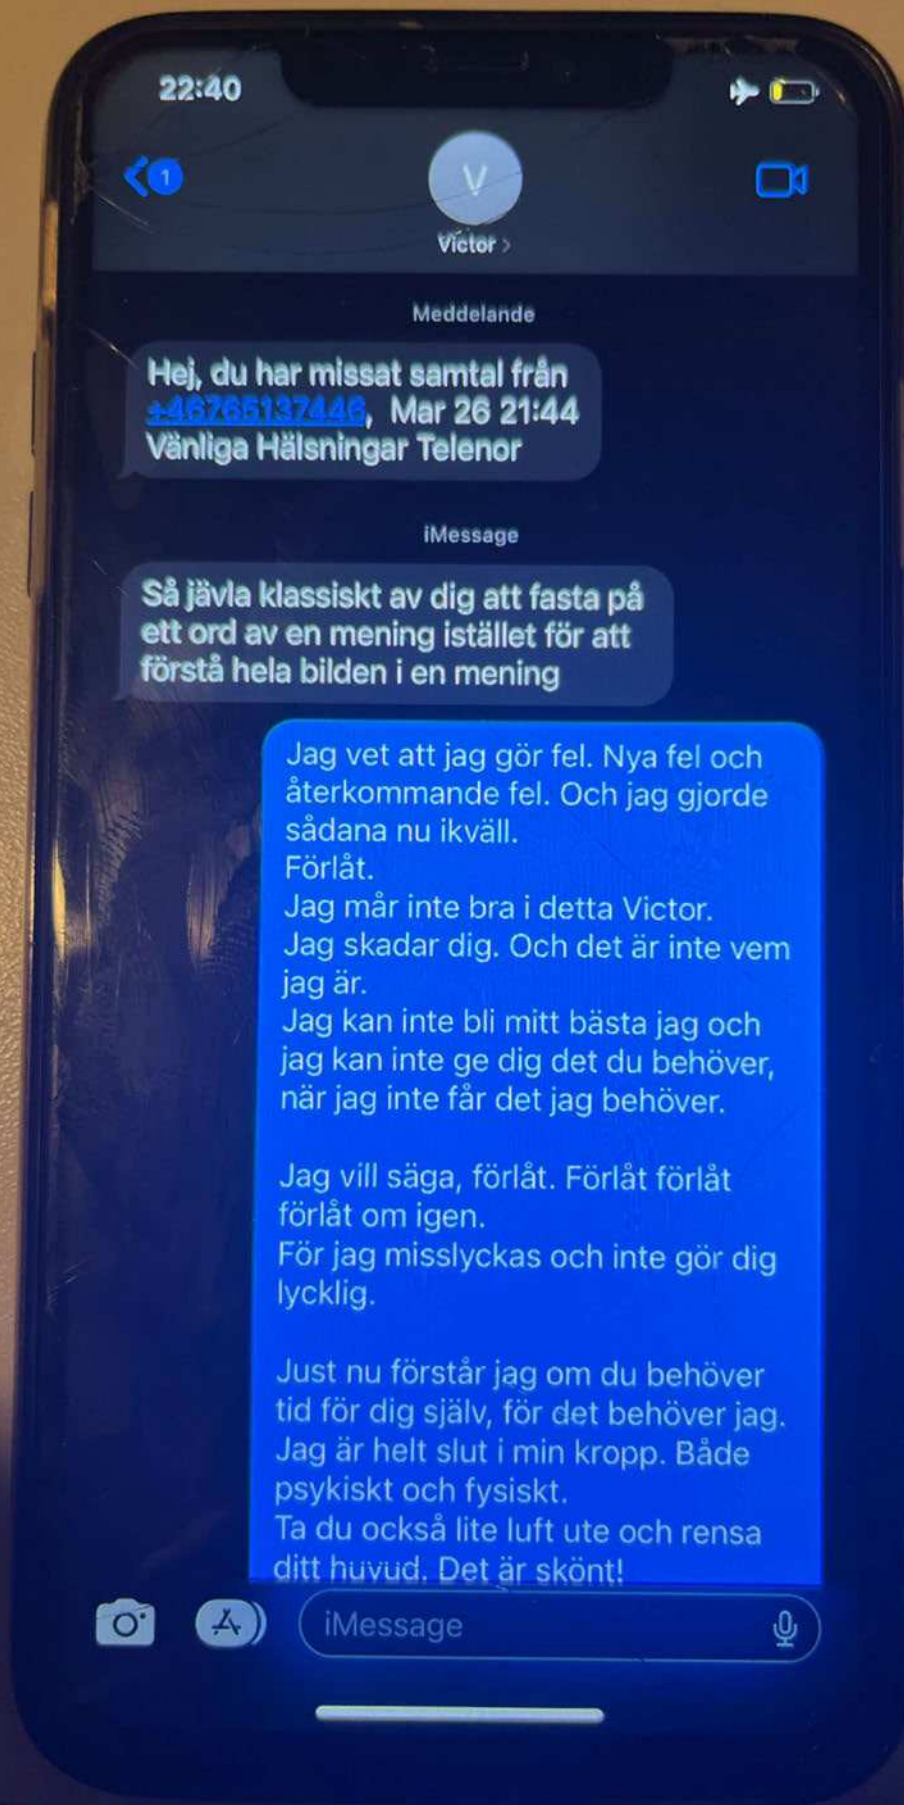 22:40
1
V
Victor >
Meddelande
Hej, du har missat samtal från
+46765137446, Mar 26 21:44
Vänliga Hälsningar Telenor
iMessage
Så jävla klassiskt av dig att fasta på
ett ord av en mening istället för att
förstå hela bilden i en mening
Jag vet att jag gör fel. Nya fel och
återkommande fel. Och jag gjorde
sådana nu ikväll.
Förlåt.
Jag mår inte bra i detta Victor.
Jag skadar dig. Och det är inte vem
jag är.
Jag kan inte bli mitt bästa jag och
jag kan inte ge dig det du behöver,
när jag inte får det jag behöver.
Jag vill säga, förlåt. Förlåt förlåt
förlåt om igen.
För jag misslyckas och inte gör dig
lycklig.
Just nu förstår jag om du behöver
tid för dig själv, för det behöver jag.
Jag är helt slut i min kropp. Både
psykiskt och fysiskt.
Ta du också lite luft ute och rensa
ditt huvud. Det är skönt!
iMessage